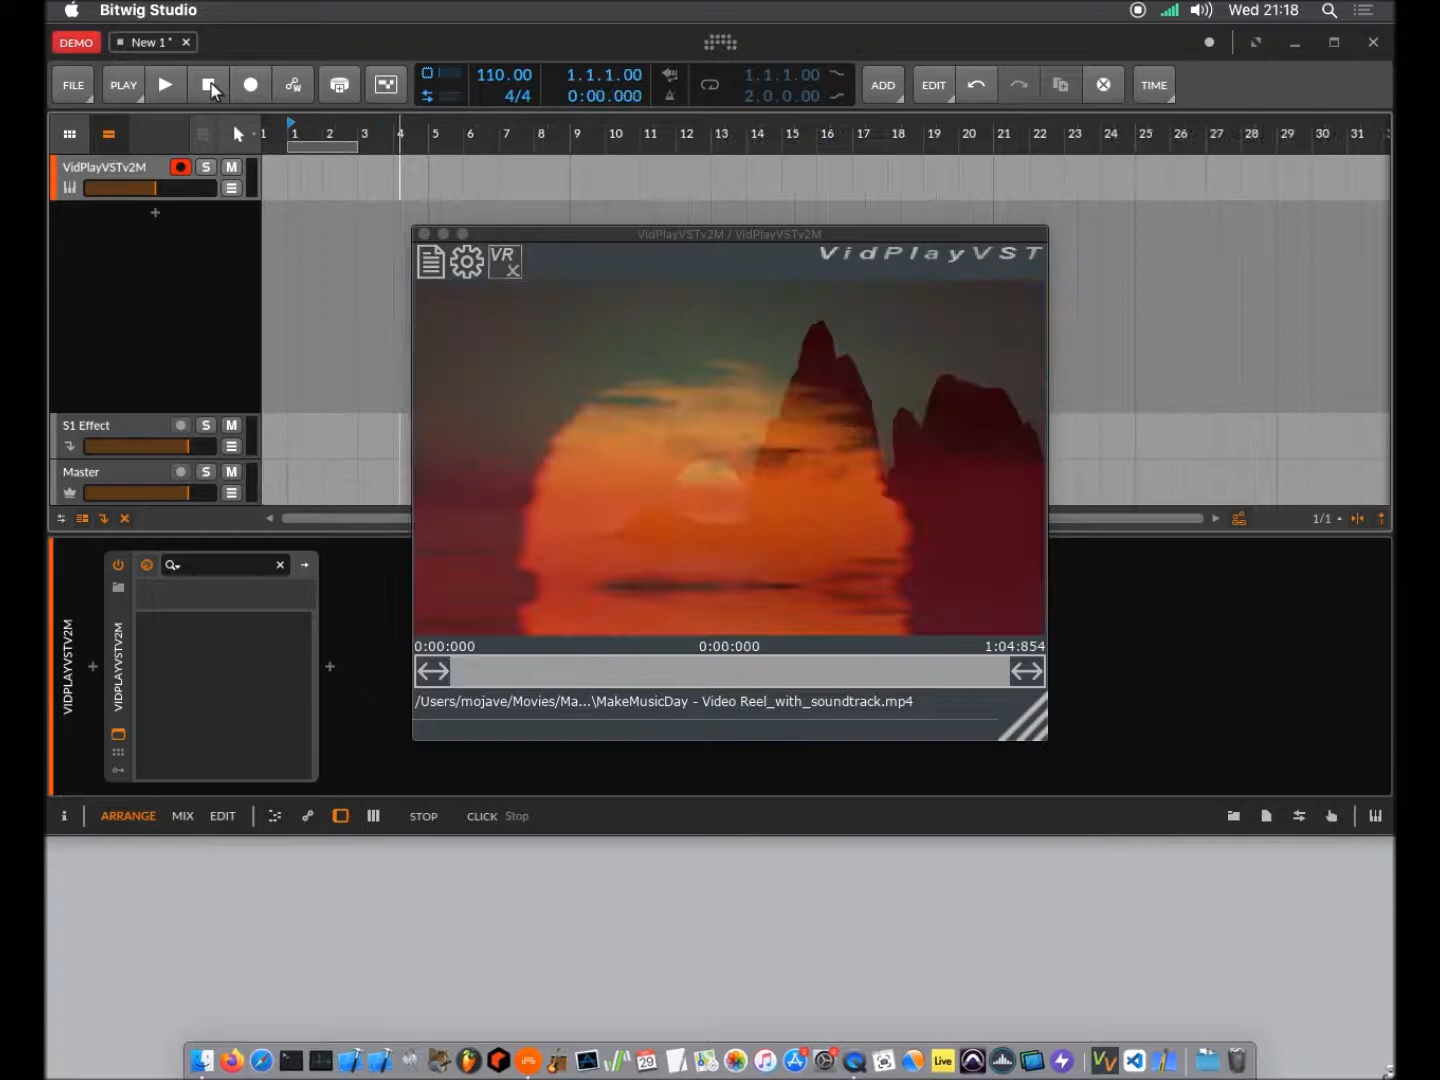 Bitwig Studio
Wed 21:18
DEMO
New 1*
FILE
PLAY
110.00
4/4
1.1.1.00
0:00.000
1.1.1.00
2.0.0.00
ADD
EDIT
TIME
1 1 2 3 4 5 6 7 8 9 10 11 12 13 14 15 16 17 18 19 20 21 22 23 24 25 26 27 28 29 30 31
VidPlayVSTv2M
S M
VidPlayVSTv2M / VidPlayVSTv2M
VR
X
VidPlayVST
S1 Effect
S M
Master
S M
1/1
VIDPLAYVSTV2M
VIDPLAYVSTV2M
0:00:000
0:00:000
1:04:854
/Users/mojave/Movies/Ma...\MakeMusicDay - Video Reel_with_soundtrack.mp4
i
ARRANGE
MIX
EDIT
STOP
CLICK Stop
29
Live